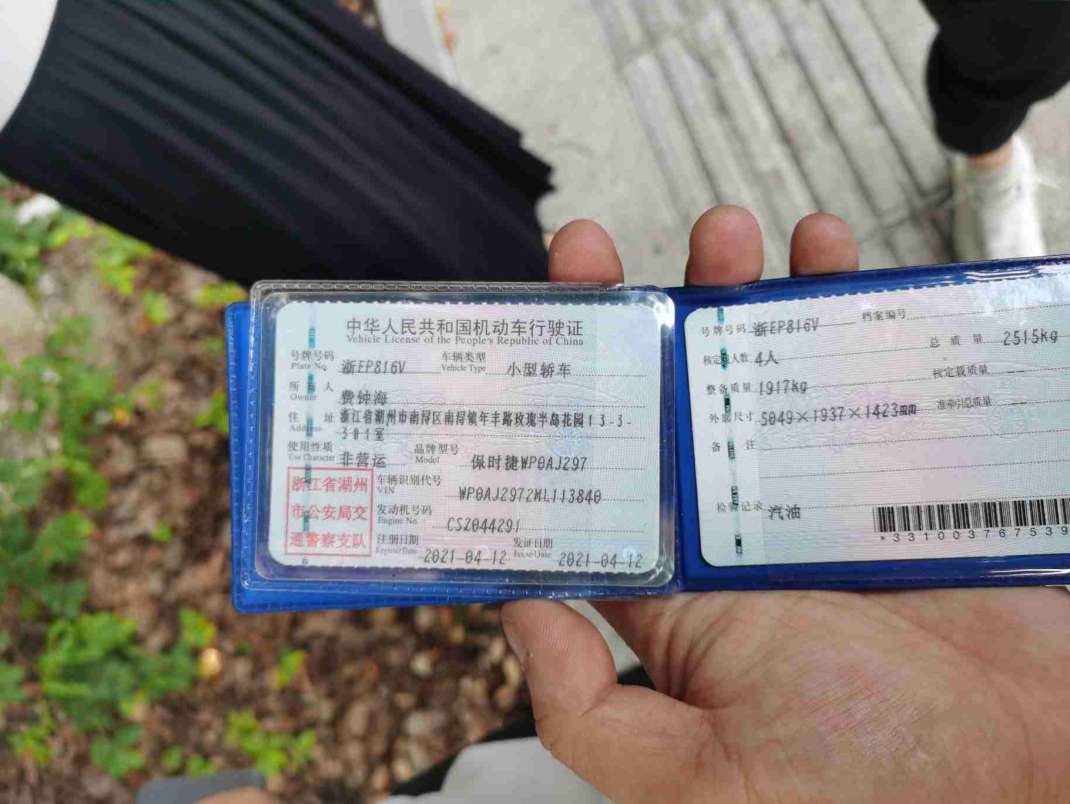 中华人民共和国机动车行驶证
Vehicle License of the People's Republic of China
号牌号码 浙EP816V 车辆类型 小型轿车
Plate No. Vehicle Type
所有人 费钟海
Owner
住址 浙江省湖州市南浔区南浔镇年丰路玫瑰半岛花园13-3-
Address 301室
使用性质 非营运 品牌型号 保时捷WP0AJ297
Use Character Model
浙江省湖州
市公安局交
通警察支队
车辆识别代号 WP0AJ2972ML113840
VIN
发动机号码 CS2044291
Engine No.
注册日期 2021-04-12 发证日期 2021-04-12
Register Date Issue Date
号牌号码 浙EP816V 档案编号
核定载人数 4人 总质量 2515kg
整备质量 1917kg 核定载质量 --
外廓尺寸 5049×1937×1423mm 准牵引总质量 --
备注
检验记录 汽油
*331003767539